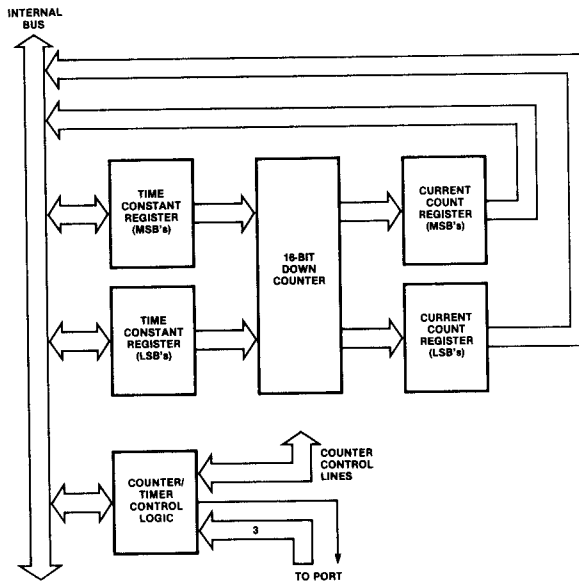 INTERNAL
BUS
TIME
CONSTANT
REGISTER
(MSB's)
16-BIT
DOWN
COUNTER
CURRENT
COUNT
REGISTER
(MSB's)
TIME
CONSTANT
REGISTER
(LSB's)
CURRENT
COUNT
REGISTER
(LSB's)
COUNTER/
TIMER
CONTROL
LOGIC
COUNTER
CONTROL
LINES
3
TO PORT